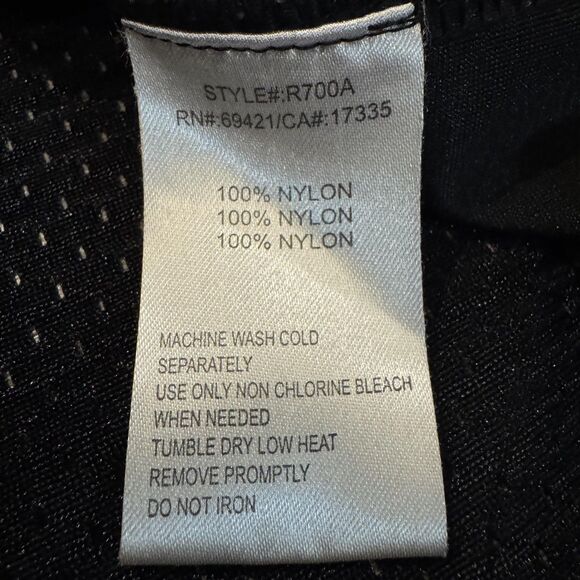 STYLE#:R700A
RN#:69421/CA#:17335
100% NYLON
100% NYLON
100% NYLON
MACHINE WASH COLD
SEPARATELY
USE ONLY NON CHLORINE BLEACH
WHEN NEEDED
TUMBLE DRY LOW HEAT
REMOVE PROMPTLY
DO NOT IRON